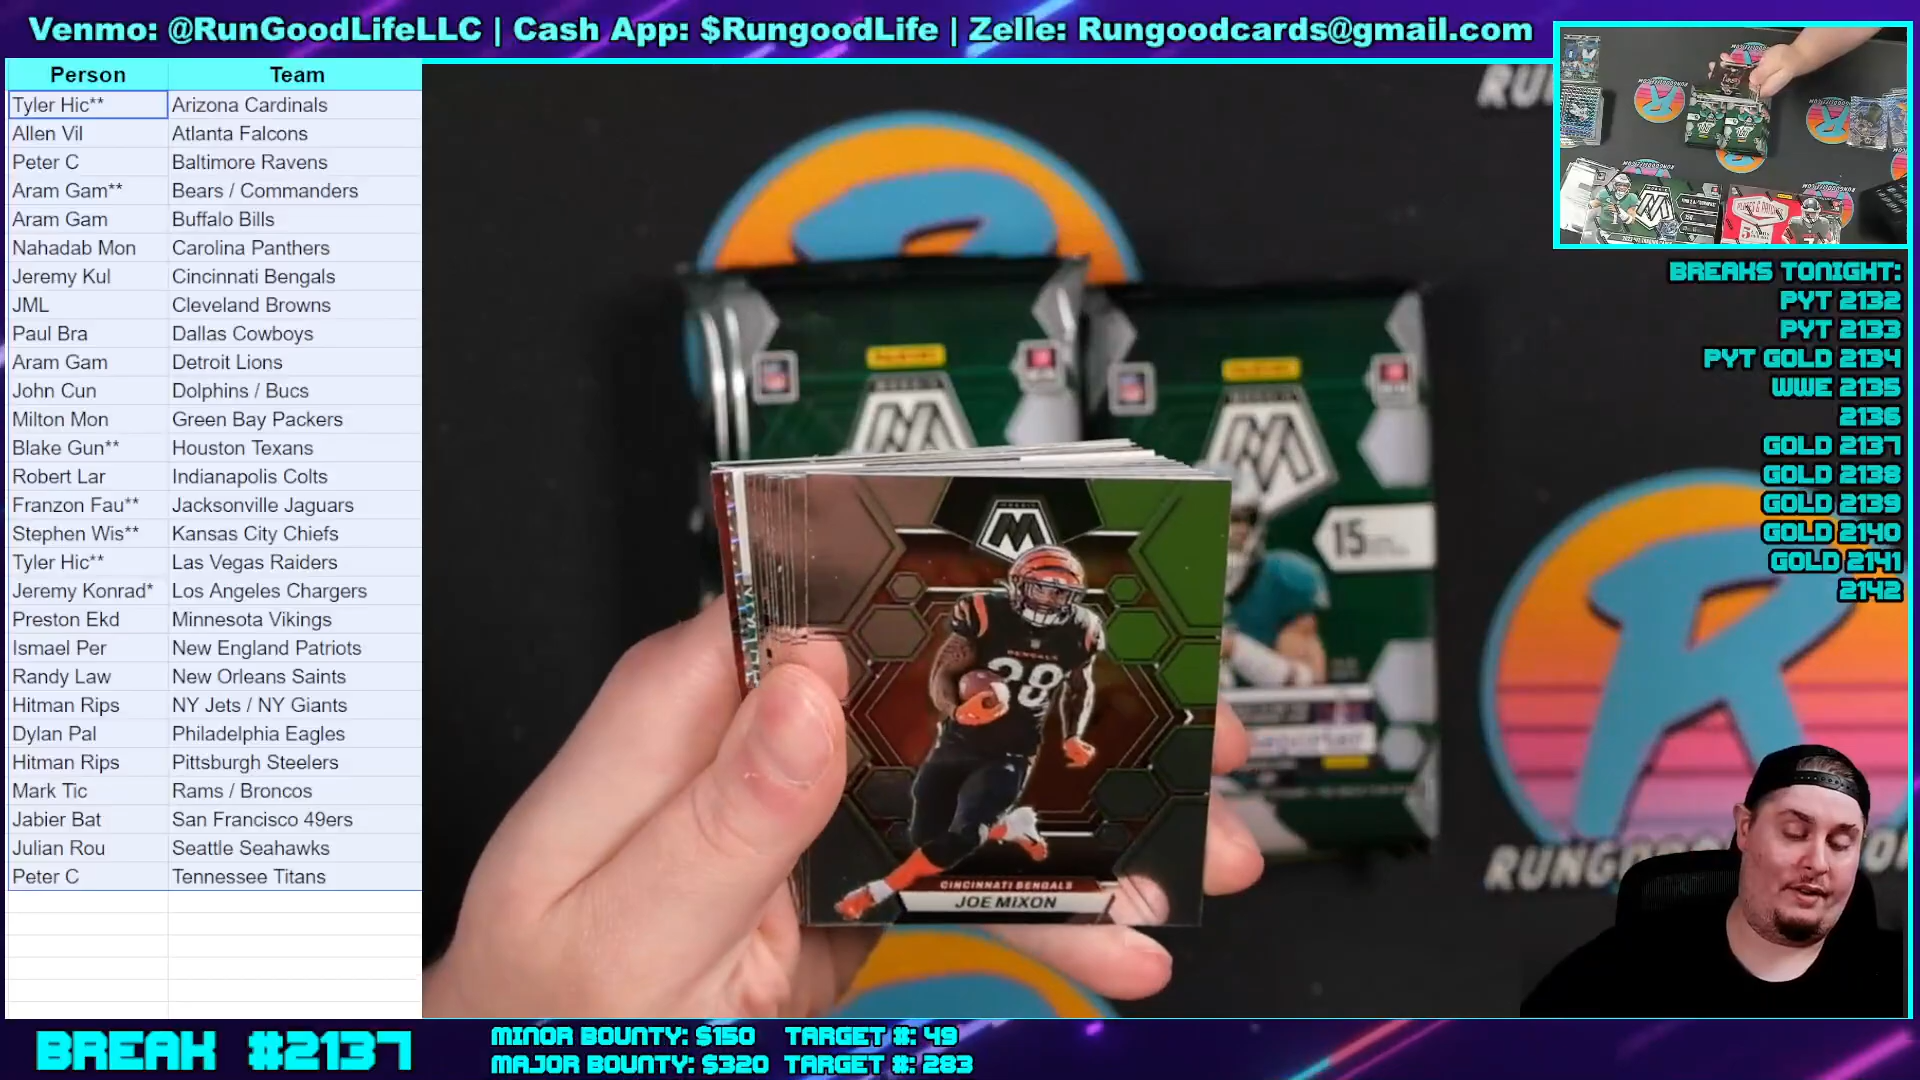 Venmo: @RunGoodLifeLLC | Cash App: $RungoodLife | Zelle: Rungoodcards@gmail.com
Person Team
Tyler Hic** Arizona Cardinals
Allen Vil Atlanta Falcons
Peter C Baltimore Ravens
Aram Gam** Bears / Commanders
Aram Gam Buffalo Bills
Nahadab Mon Carolina Panthers
Jeremy Kul Cincinnati Bengals
JML Cleveland Browns
Paul Bra Dallas Cowboys
Aram Gam Detroit Lions
John Cun Dolphins / Bucs
Milton Mon Green Bay Packers
Blake Gun** Houston Texans
Robert Lar Indianapolis Colts
Franzon Fau** Jacksonville Jaguars
Stephen Wis** Kansas City Chiefs
Tyler Hic** Las Vegas Raiders
Jeremy Konrad* Los Angeles Chargers
Preston Ekd Minnesota Vikings
Ismael Per New England Patriots
Randy Law New Orleans Saints
Hitman Rips NY Jets / NY Giants
Dylan Pal Philadelphia Eagles
Hitman Rips Pittsburgh Steelers
Mark Tic Rams / Broncos
Jabier Bat San Francisco 49ers
Julian Rou Seattle Seahawks
Peter C Tennessee Titans
BREAKS TONIGHT:
PYT 2132
PYT 2133
PYT GOLD 2134
WWE 2135
2136
GOLD 2137
GOLD 2138
GOLD 2139
GOLD 2140
GOLD 2141
2142
RU
PANINI
PANINI
15
M
BENGALS
28
CINCINNATI BENGALS
JOE MIXON
R
RUNGOO
BREAK #2137
MINOR BOUNTY: $150 TARGET #: 49
MAJOR BOUNTY: $320 TARGET #: 283